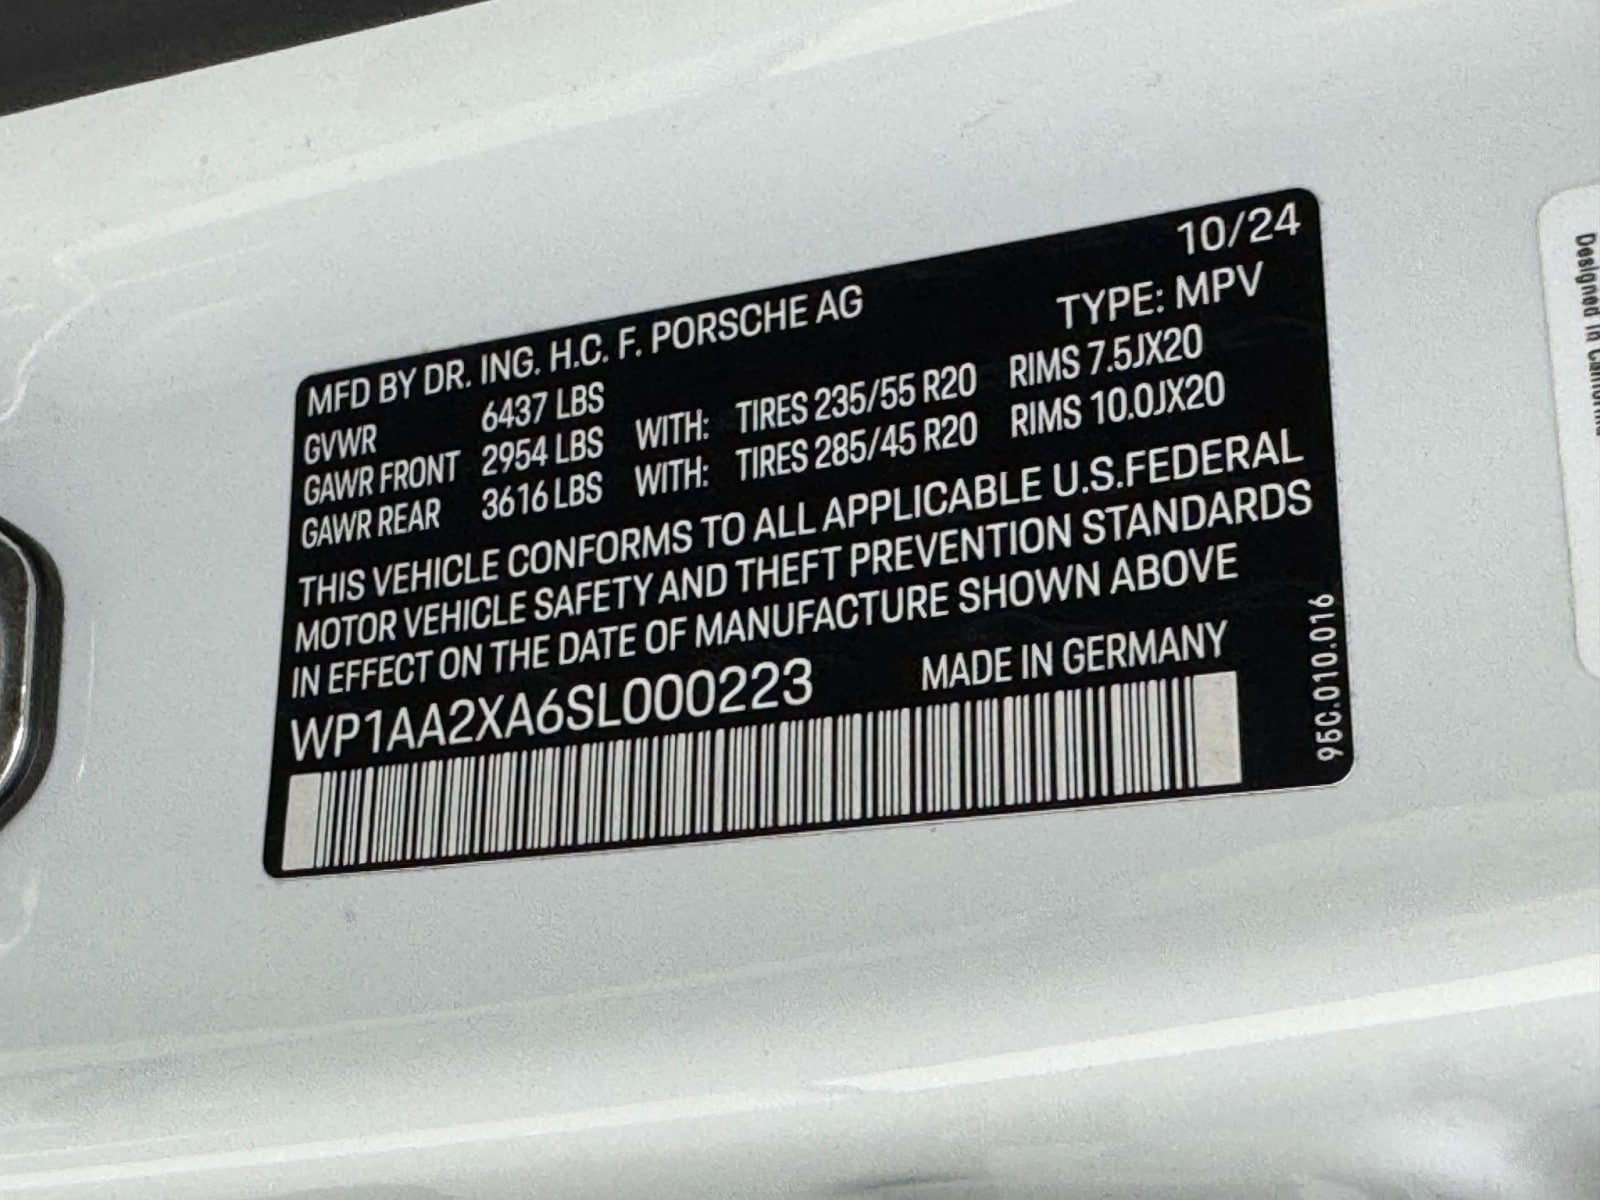 10/24
MFD BY DR. ING. H.C. F. PORSCHE AG TYPE: MPV
GVWR 6437 LBS
GAWR FRONT 2954 LBS WITH: TIRES 235/55 R20 RIMS 7.5JX20
GAWR REAR 3616 LBS WITH: TIRES 285/45 R20 RIMS 10.0JX20
THIS VEHICLE CONFORMS TO ALL APPLICABLE U.S.FEDERAL
MOTOR VEHICLE SAFETY AND THEFT PREVENTION STANDARDS
IN EFFECT ON THE DATE OF MANUFACTURE SHOWN ABOVE
WP1AA2XA6SL000223 MADE IN GERMANY
95C.010.016
Designed in California